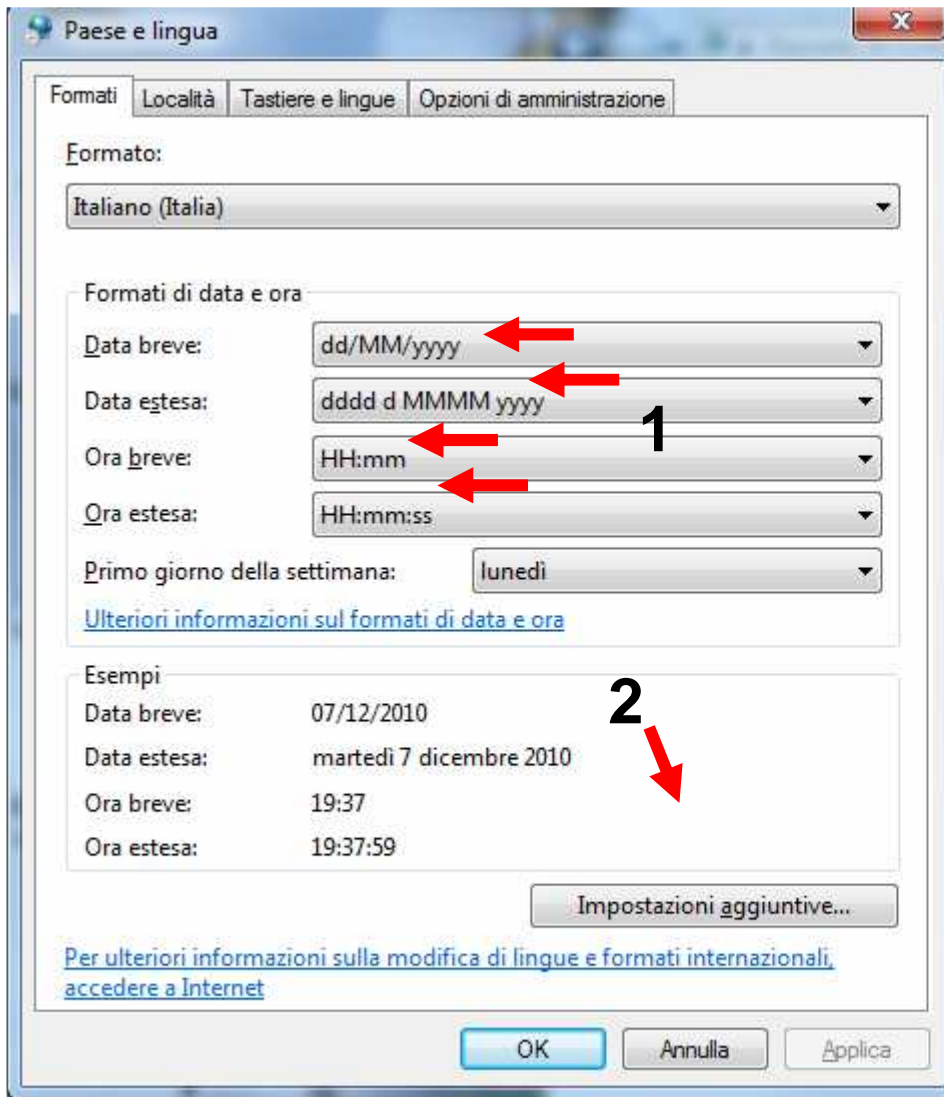 Paese e lingua
Formati Località Tastiere e lingue Opzioni di amministrazione
Formato:
Italiano (Italia)
Formati di data e ora
Data breve: dd/MM/yyyy
Data estesa: dddd d MMMM yyyy
1
Ora breve: HH:mm
Ora estesa: HH:mm:ss
Primo giorno della settimana: lunedì
Ulteriori informazioni sul formati di data e ora
Esempi
2
Data breve: 07/12/2010
Data estesa: martedì 7 dicembre 2010
Ora breve: 19:37
Ora estesa: 19:37:59
Impostazioni aggiuntive...
Per ulteriori informazioni sulla modifica di lingue e formati internazionali,
accedere a Internet
OK Annulla Applica